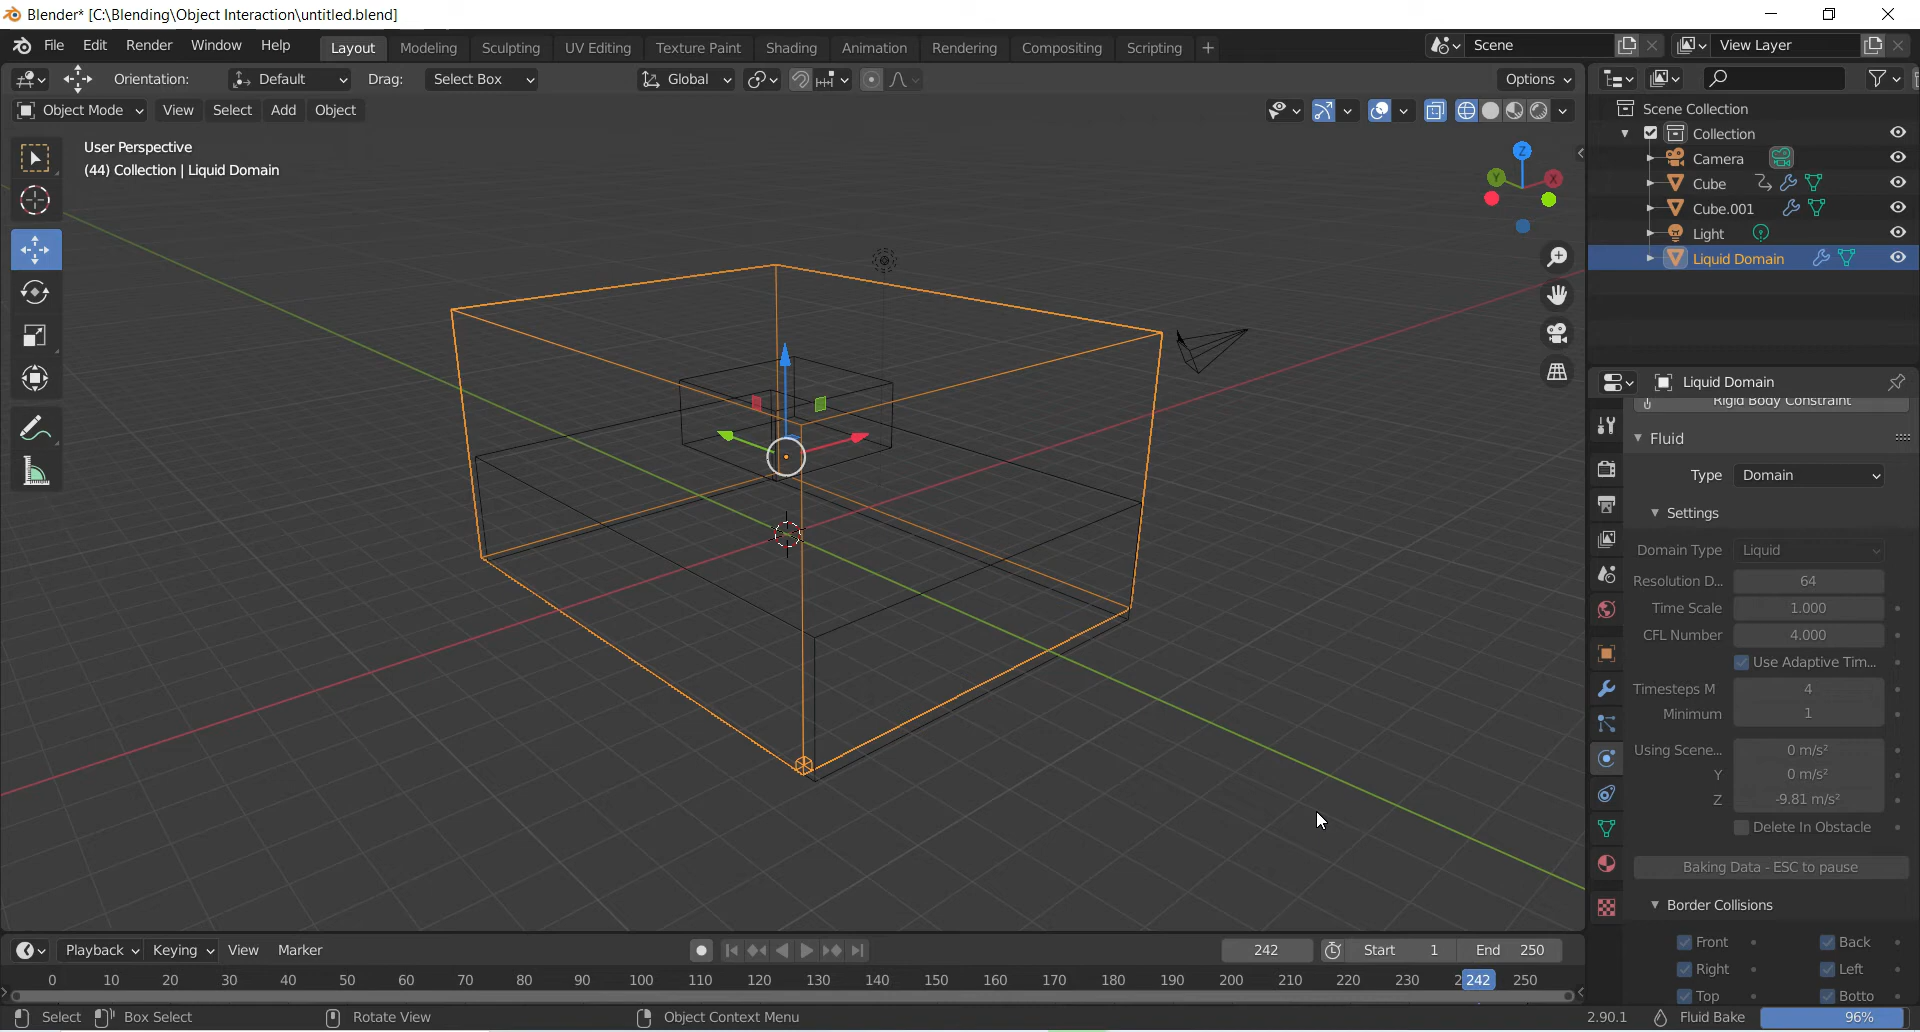 Blender* [C:\Blending\Object Interaction\untitled.blend]
File Edit Render Window Help Layout Modeling Sculpting UV Editing Texture Paint Shading Animation Rendering Compositing Scripting + Scene View Layer
Orientation: Default Drag: Select Box Global Options
Object Mode View Select Add Object
User Perspective
(44) Collection | Liquid Domain
Z
Y
X
Scene Collection
Collection
Camera
Cube
Cube.001
Light
Liquid Domain
Liquid Domain
Rigid Body Constraint
Fluid
Type Domain
Settings
Domain Type Liquid
Resolution D... 64
Time Scale 1.000
CFL Number 4.000
Use Adaptive Tim...
Timesteps M 4
Minimum 1
Using Scene... 0 m/s²
Y 0 m/s²
Z -9.81 m/s²
Delete In Obstacle
Baking Data - ESC to pause
Border Collisions
Front Back
Right Left
Top Botto
Playback Keying View Marker 242 Start 1 End 250
0 10 20 30 40 50 60 70 80 90 100 110 120 130 140 150 160 170 180 190 200 210 220 230 242 250
Select Box Select Rotate View Object Context Menu 2.90.1 Fluid Bake 96%